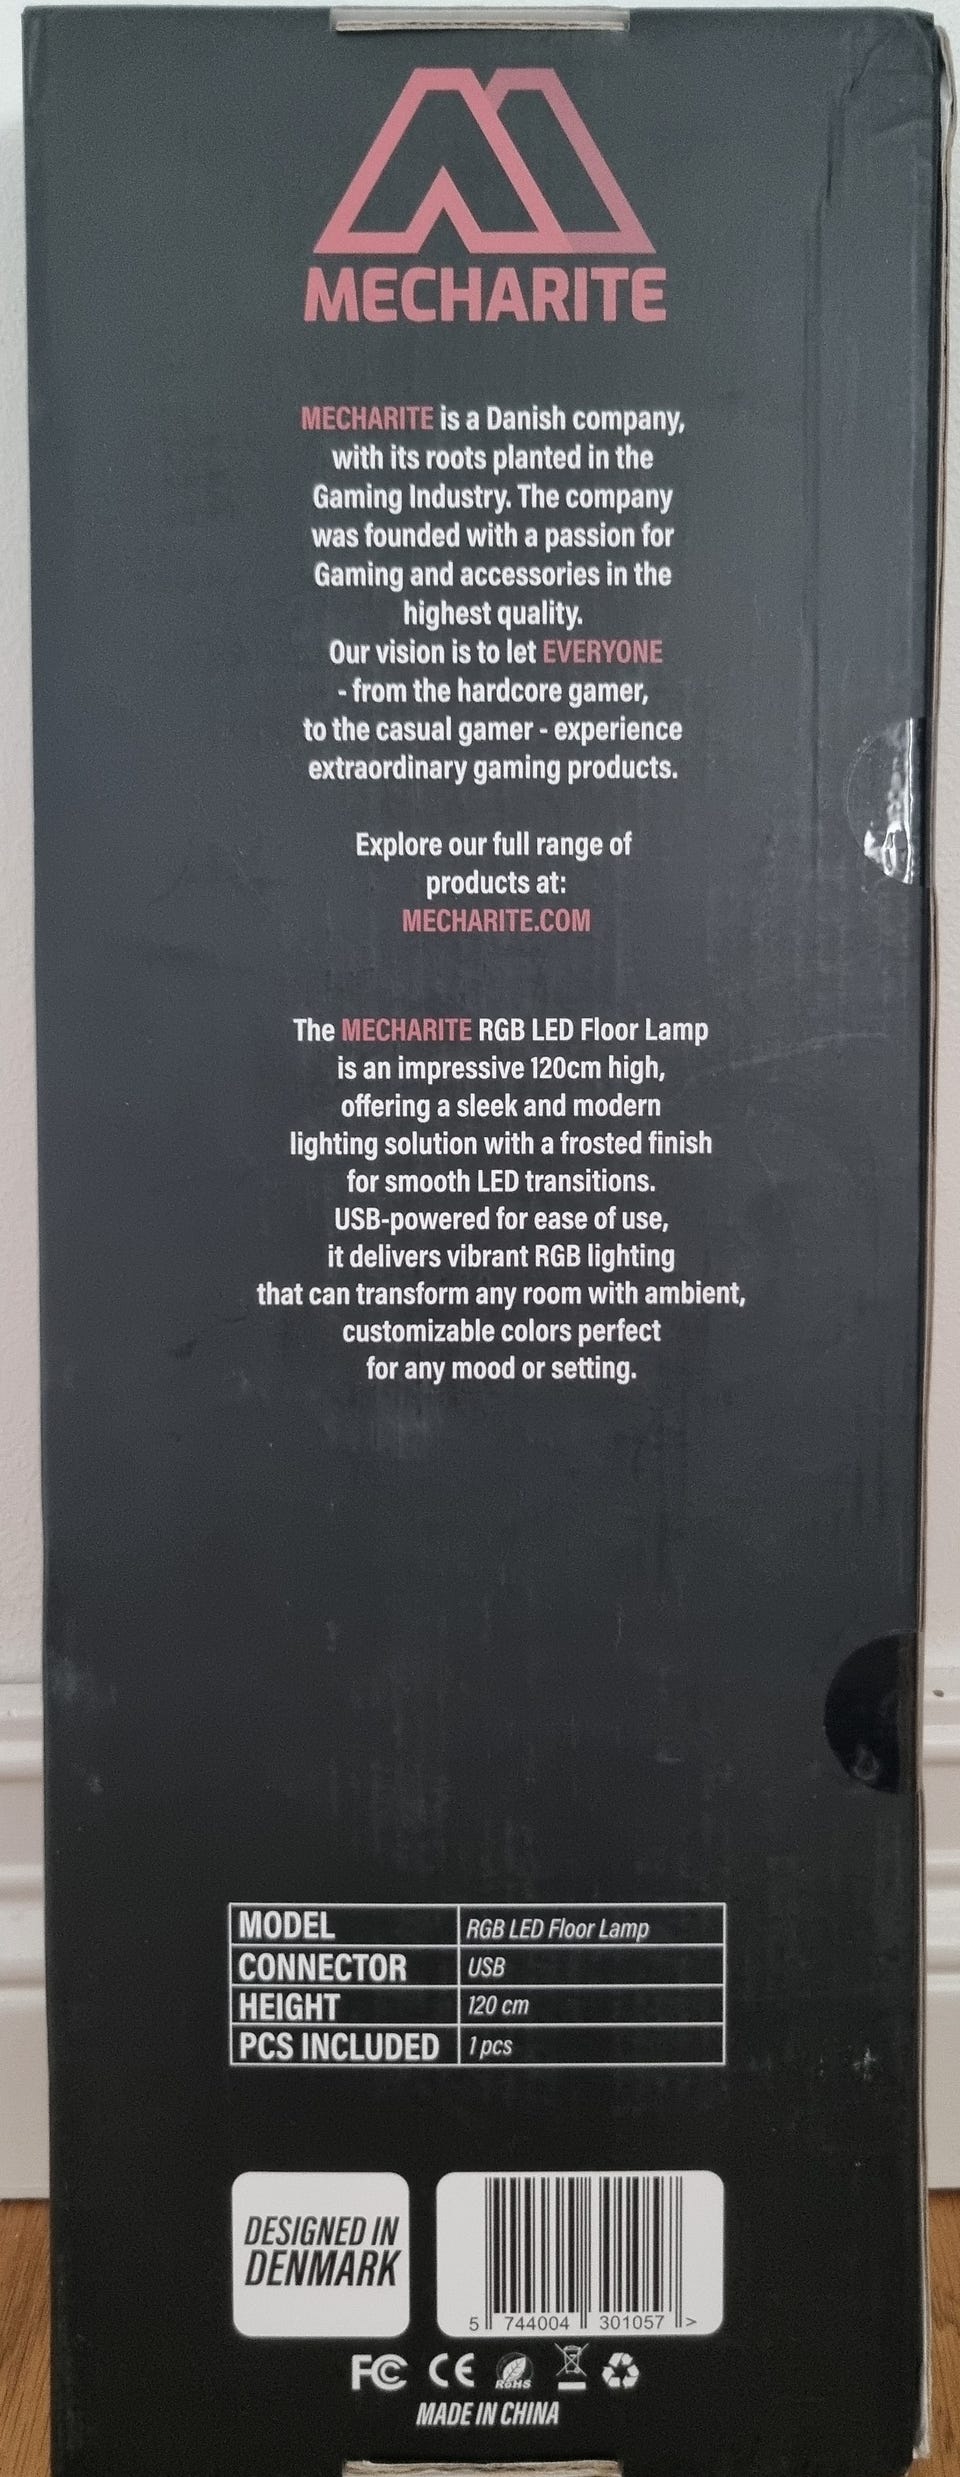 MECHARITE
MECHARITE is a Danish company,
with its roots planted in the
Gaming Industry. The company
was founded with a passion for
Gaming and accessories in the
highest quality.
Our vision is to let EVERYONE
- from the hardcore gamer,
to the casual gamer - experience
extraordinary gaming products.
Explore our full range of
products at:
MECHARITE.COM
The MECHARITE RGB LED Floor Lamp
is an impressive 120cm high,
offering a sleek and modern
lighting solution with a frosted finish
for smooth LED transitions.
USB-powered for ease of use,
it delivers vibrant RGB lighting
that can transform any room with ambient,
customizable colors perfect
for any mood or setting.
MODEL RGB LED Floor Lamp
CONNECTOR USB
HEIGHT 120 cm
PCS INCLUDED 1 pcs
DESIGNED IN
DENMARK
5 744004 301057 >
FC CE RoHS
MADE IN CHINA